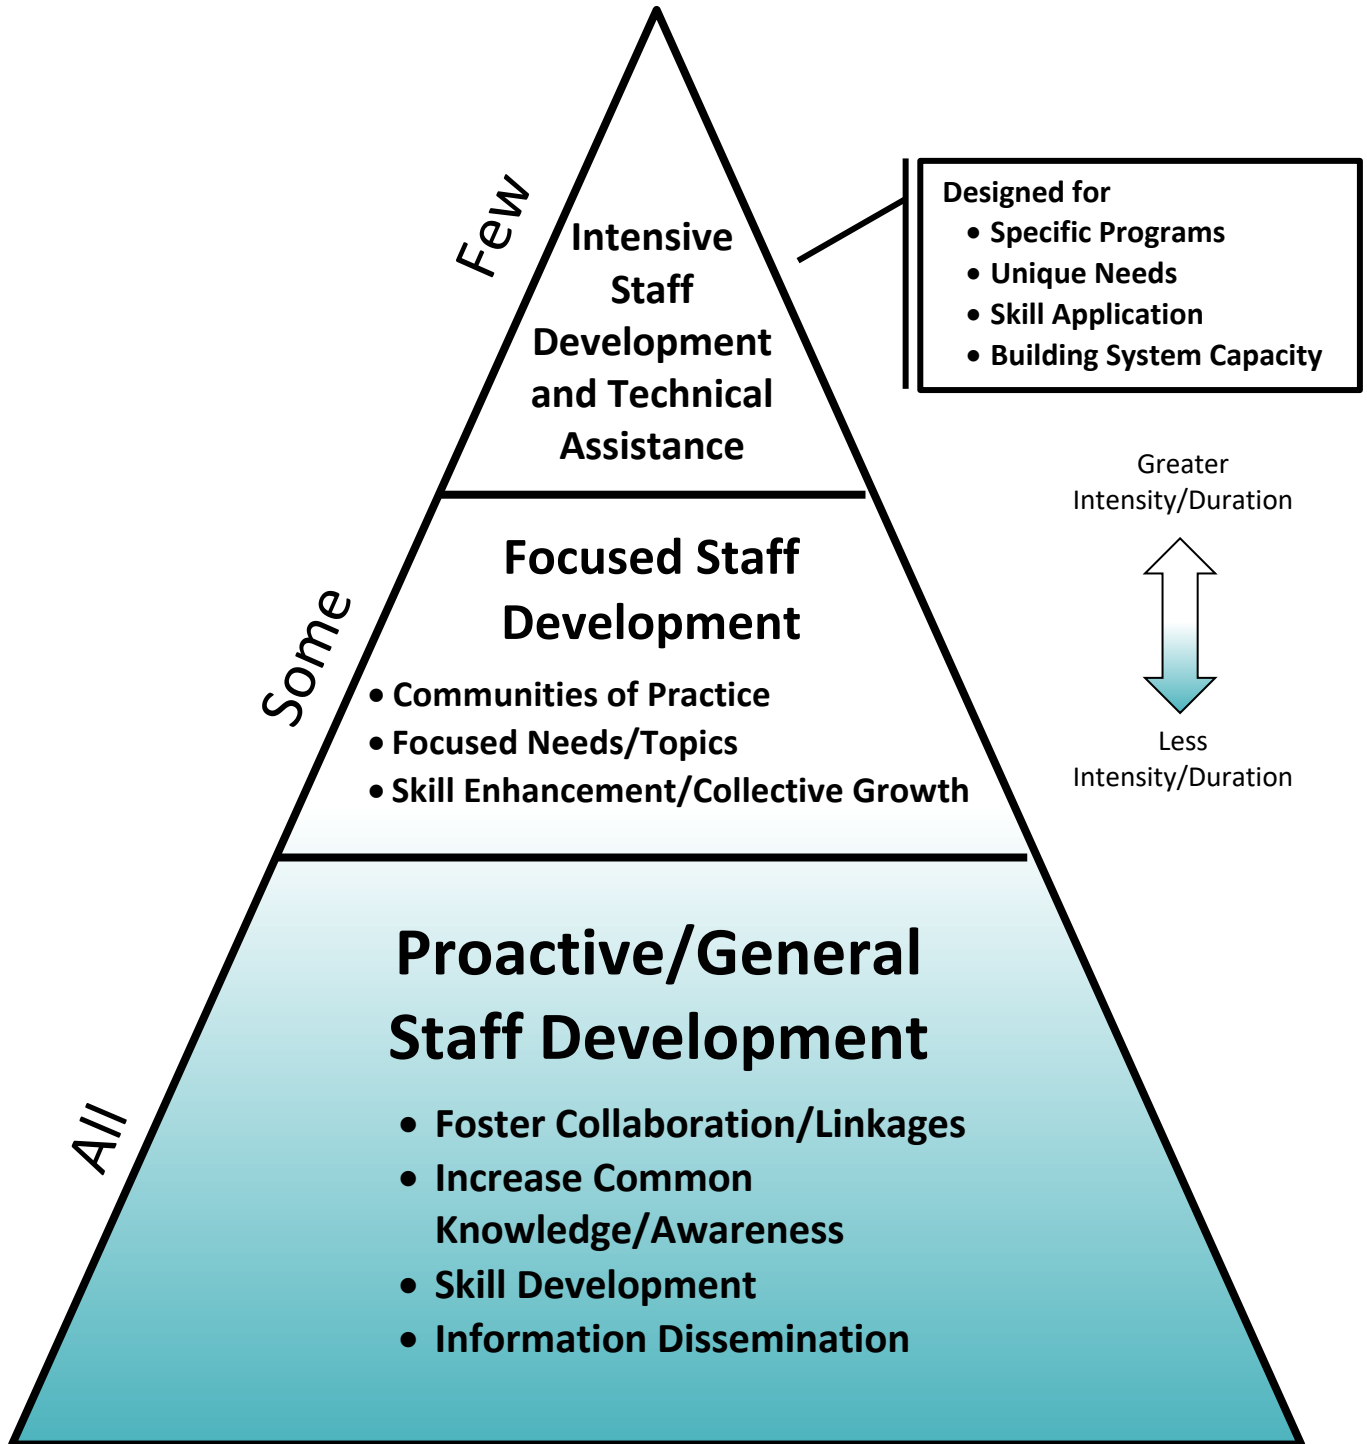 Few
Intensive
Staff
Development
and Technical
Assistance
Designed for
• Specific Programs
• Unique Needs
• Skill Application
• Building System Capacity
Greater
Intensity/Duration
Less
Intensity/Duration
Some
Focused Staff
Development
• Communities of Practice
• Focused Needs/Topics
• Skill Enhancement/Collective Growth
All
Proactive/General
Staff Development
• Foster Collaboration/Linkages
• Increase Common
Knowledge/Awareness
• Skill Development
• Information Dissemination